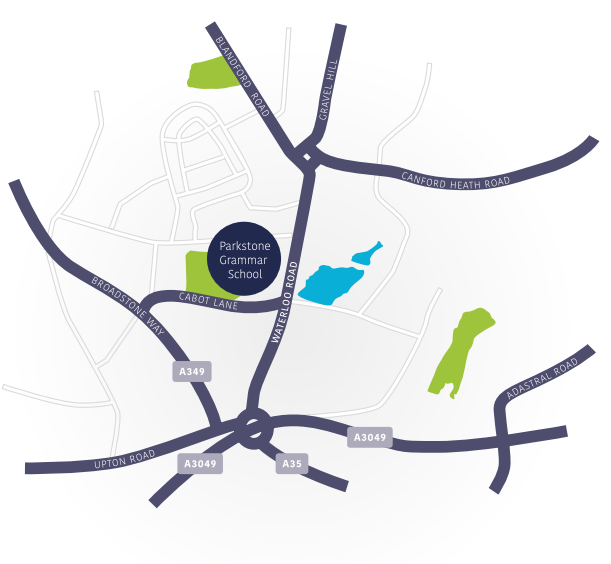 BLANDFORD ROAD
GRAVEL HILL
CANFORD HEATH ROAD
Parkstone
Grammar
School
BROADSTONE WAY
CABOT LANE
WATERLOO ROAD
A349
ADASTRAL ROAD
A3049
UPTON ROAD
A3049
A35